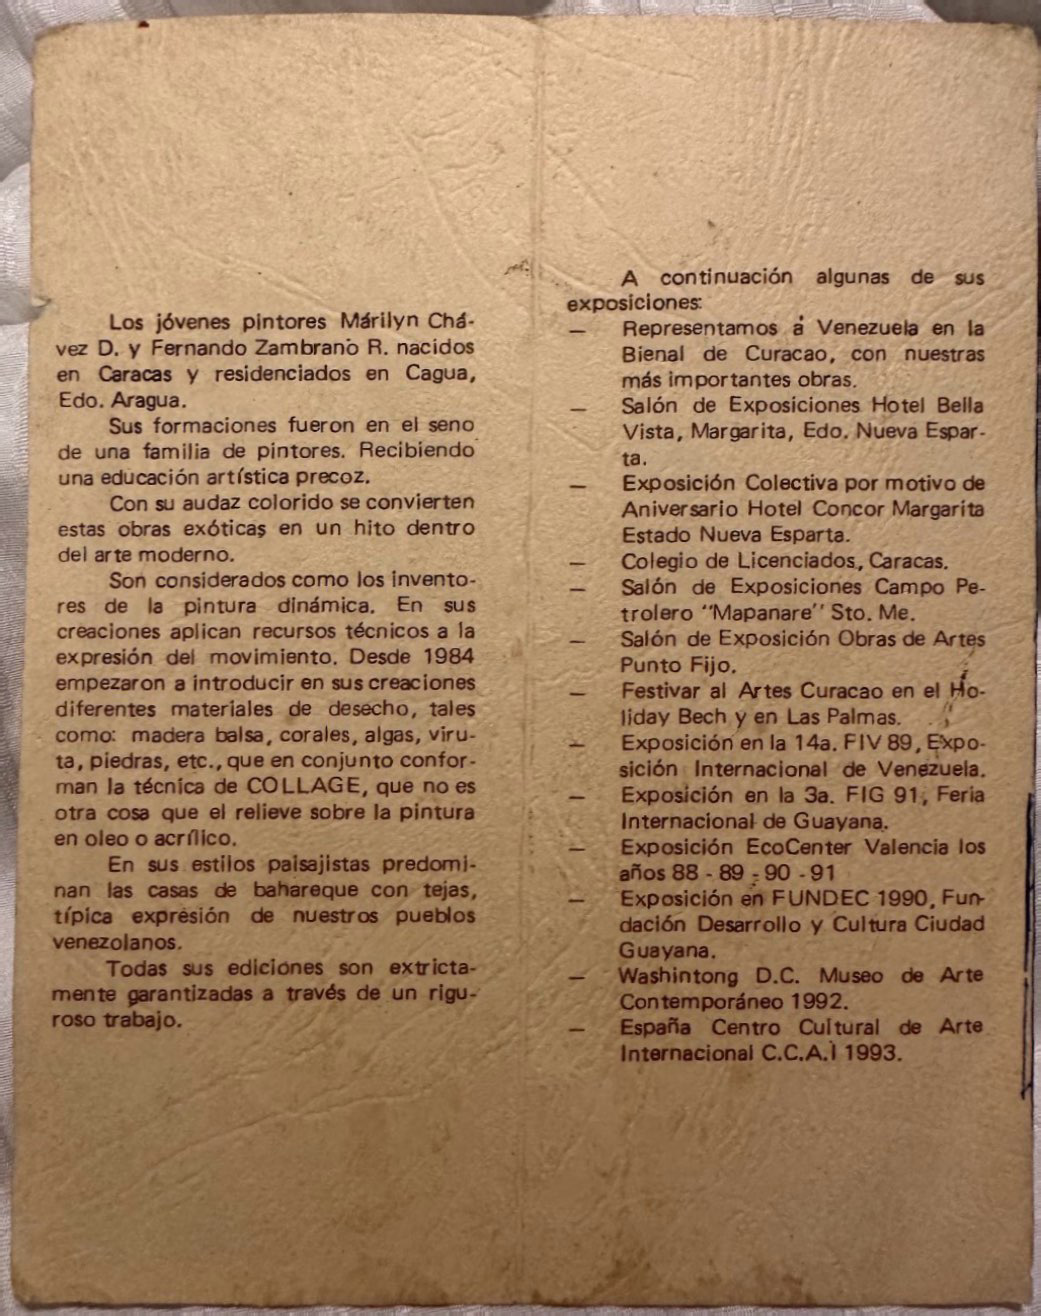 Los jóvenes pintores Márilyn Chá-
vez D. y Fernando Zambrano R. nacidos
en Caracas y residenciados en Cagua,
Edo. Aragua.
Sus formaciones fueron en el seno
de una familia de pintores. Recibiendo
una educación artística precoz.
Con su audaz colorido se convierten
estas obras exóticas en un hito dentro
del arte moderno.
Son considerados como los invento-
res de la pintura dinámica. En sus
creaciones aplican recursos técnicos a la
expresión del movimiento. Desde 1984
empezaron a introducir en sus creaciones
diferentes materiales de desecho, tales
como: madera balsa, corales, algas, viru-
ta, piedras, etc., que en conjunto confor-
man la técnica de COLLAGE, que no es
otra cosa que el relieve sobre la pintura
en oleo o acrílico.
En sus estilos paisajistas predomi-
nan las casas de bahareque con tejas,
típica expresión de nuestros pueblos
venezolanos.
Todas sus ediciones son extricta-
mente garantizadas a través de un rigu-
roso trabajo.
A continuación algunas de sus
exposiciones:
— Representamos a Venezuela en la
Bienal de Curacao, con nuestras
más importantes obras.
— Salón de Exposiciones Hotel Bella
Vista, Margarita, Edo. Nueva Espar-
ta.
— Exposición Colectiva por motivo de
Aniversario Hotel Concor Margarita
Estado Nueva Esparta.
— Colegio de Licenciados, Caracas.
— Salón de Exposiciones Campo Pe-
trolero "Mapanare" Sto. Me.
— Salón de Exposición Obras de Artes
Punto Fijo.
— Festivar al Artes Curacao en el Ho-
liday Bech y en Las Palmas.
— Exposición en la 14a. FIV 89, Expo-
sición Internacional de Venezuela.
— Exposición en la 3a. FIG 91, Feria
Internacional de Guayana.
— Exposición EcoCenter Valencia los
años 88 - 89 - 90 - 91
— Exposición en FUNDEC 1990, Fun-
dación Desarrollo y Cultura Ciudad
Guayana.
— Washintong D.C. Museo de Arte
Contemporáneo 1992.
— España Centro Cultural de Arte
Internacional C.C.A.I 1993.